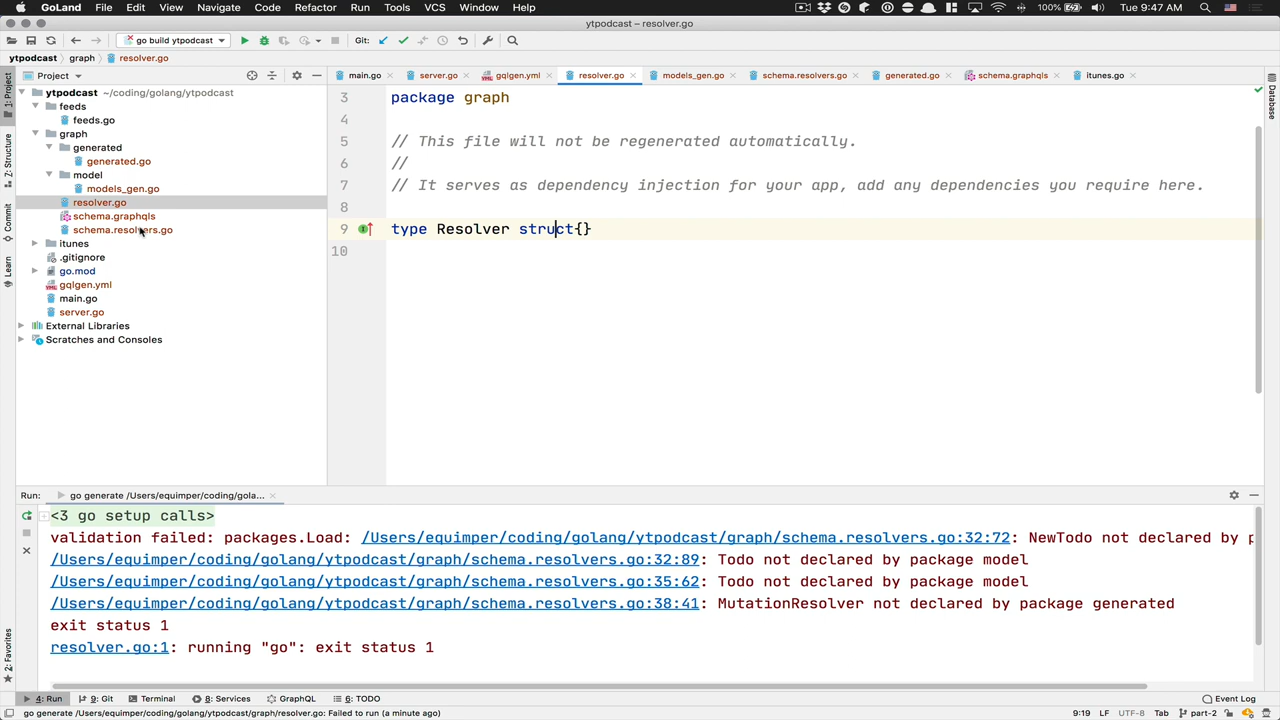 GoLand File Edit View Navigate Code Refactor Run Tools VCS Window Help 100% Tue 9:47 AM
ytpodcast – resolver.go
go build ytpodcast Git:
ytpodcast graph resolver.go
Project main.go server.go gqlgen.yml resolver.go models_gen.go schema.resolvers.go generated.go schema.graphqls itunes.go
1: Project
Z: Structure
Commit
Learn
2: Favorites
Database
ytpodcast ~/coding/golang/ytpodcast
feeds
feeds.go
graph
generated
generated.go
model
models_gen.go
resolver.go
schema.graphqls
schema.resolvers.go
itunes
.gitignore
go.mod
gqlgen.yml
main.go
server.go
External Libraries
Scratches and Consoles
3 package graph
4
5 // This file will not be regenerated automatically.
6 //
7 // It serves as dependency injection for your app, add any dependencies you require here.
8
9 type Resolver struct{}
10
Run: go generate /Users/equimper/coding/gola...
<3 go setup calls>
validation failed: packages.Load: /Users/equimper/coding/golang/ytpodcast/graph/schema.resolvers.go:32:72: NewTodo not declared by p
/Users/equimper/coding/golang/ytpodcast/graph/schema.resolvers.go:32:89: Todo not declared by package model
/Users/equimper/coding/golang/ytpodcast/graph/schema.resolvers.go:35:62: Todo not declared by package model
/Users/equimper/coding/golang/ytpodcast/graph/schema.resolvers.go:38:41: MutationResolver not declared by package generated
exit status 1
resolver.go:1: running "go": exit status 1
4: Run 9: Git Terminal 8: Services GraphQL 6: TODO Event Log
go generate /Users/equimper/coding/golang/ytpodcast/graph/resolver.go: Failed to run (a minute ago) 9:19 LF UTF-8 Tab part-2